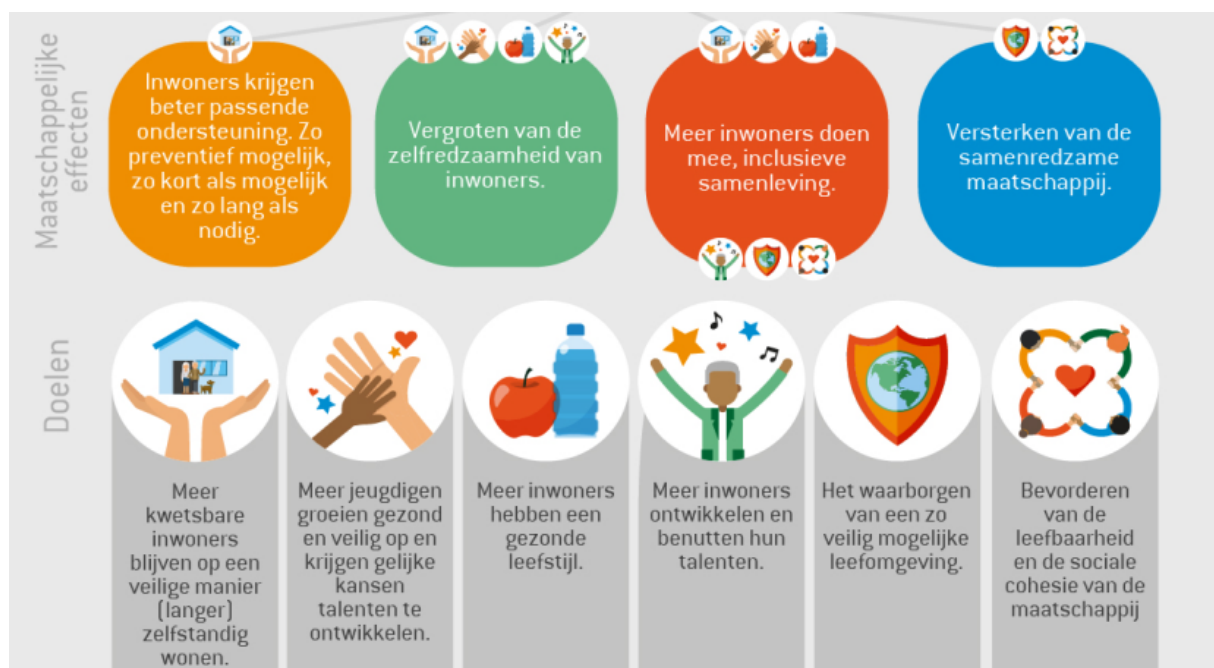 Maatschappelijke
effecten
Inwoners krijgen
beter passende
ondersteuning. Zo
preventief mogelijk,
zo kort als mogelijk
en zo lang als
nodig.
Vergroten van de
zelfredzaamheid van
inwoners.
Meer inwoners doen
mee, inclusieve
samenleving.
Versterken van de
samenredzame
maatschappij.
Doelen
Meer
kwetsbare
inwoners
blijven op een
veilige manier
(langer)
zelfstandig
wonen.
Meer jeugdigen
groeien gezond
en veilig op en
krijgen gelijke
kansen
talenten te
ontwikkelen.
Meer inwoners
hebben een
gezonde
leefstijl.
Meer inwoners
ontwikkelen en
benutten hun
talenten.
Het waarborgen
van een zo
veilig mogelijke
leefomgeving.
Bevorderen
van de
leefbaarheid
en de sociale
cohesie van de
maatschappij